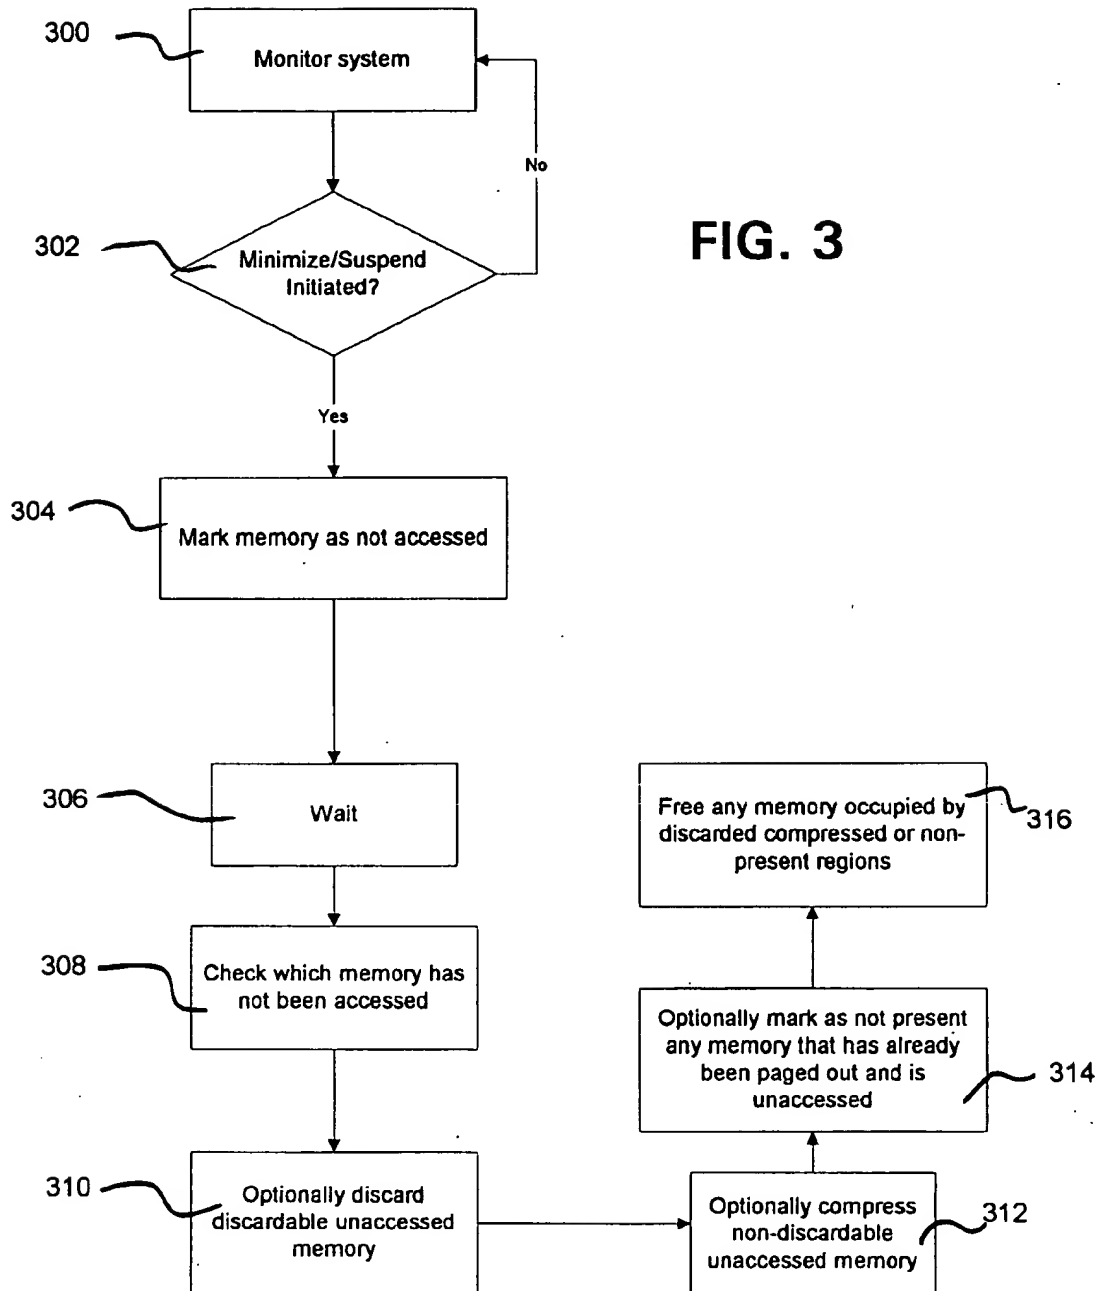 300
Monitor system
No
302
Minimize/Suspend
Initiated?
FIG. 3
Yes
304
Mark memory as not accessed
306
Wait
308
Check which memory has
not been accessed
310
Optionally discard
discardable unaccessed
memory
Optionally compress
non-discardable
unaccessed memory
312
Optionally mark as not present
any memory that has already
been paged out and is
unaccessed
314
Free any memory occupied by
discarded compressed or non-
present regions
316